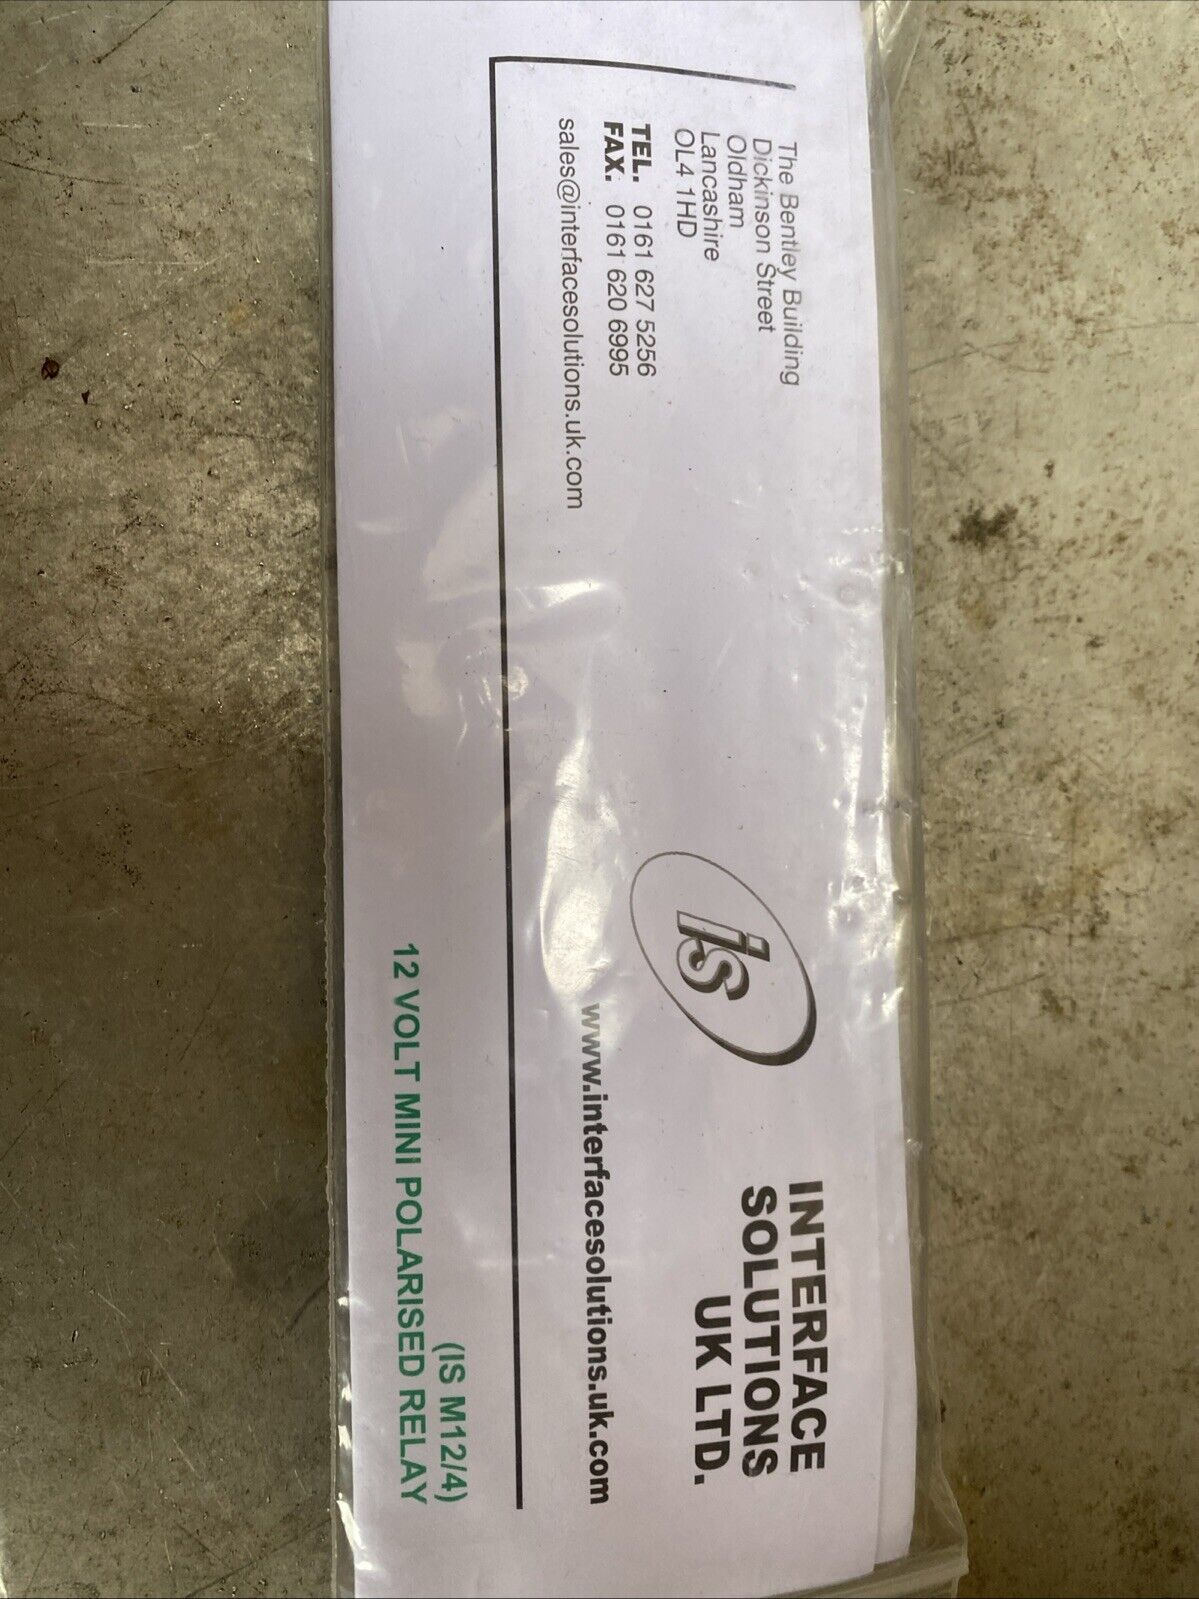 The Bentley Building
Dickinson Street
Oldham
Lancashire
OL4 1HD
TEL. 0161 627 5256
FAX. 0161 620 6995
sales@interfacesolutions.uk.com
is
INTERFACE
SOLUTIONS
UK LTD.
www.interfacesolutions.uk.com
(IS M12/4)
12 VOLT MINI POLARISED RELAY